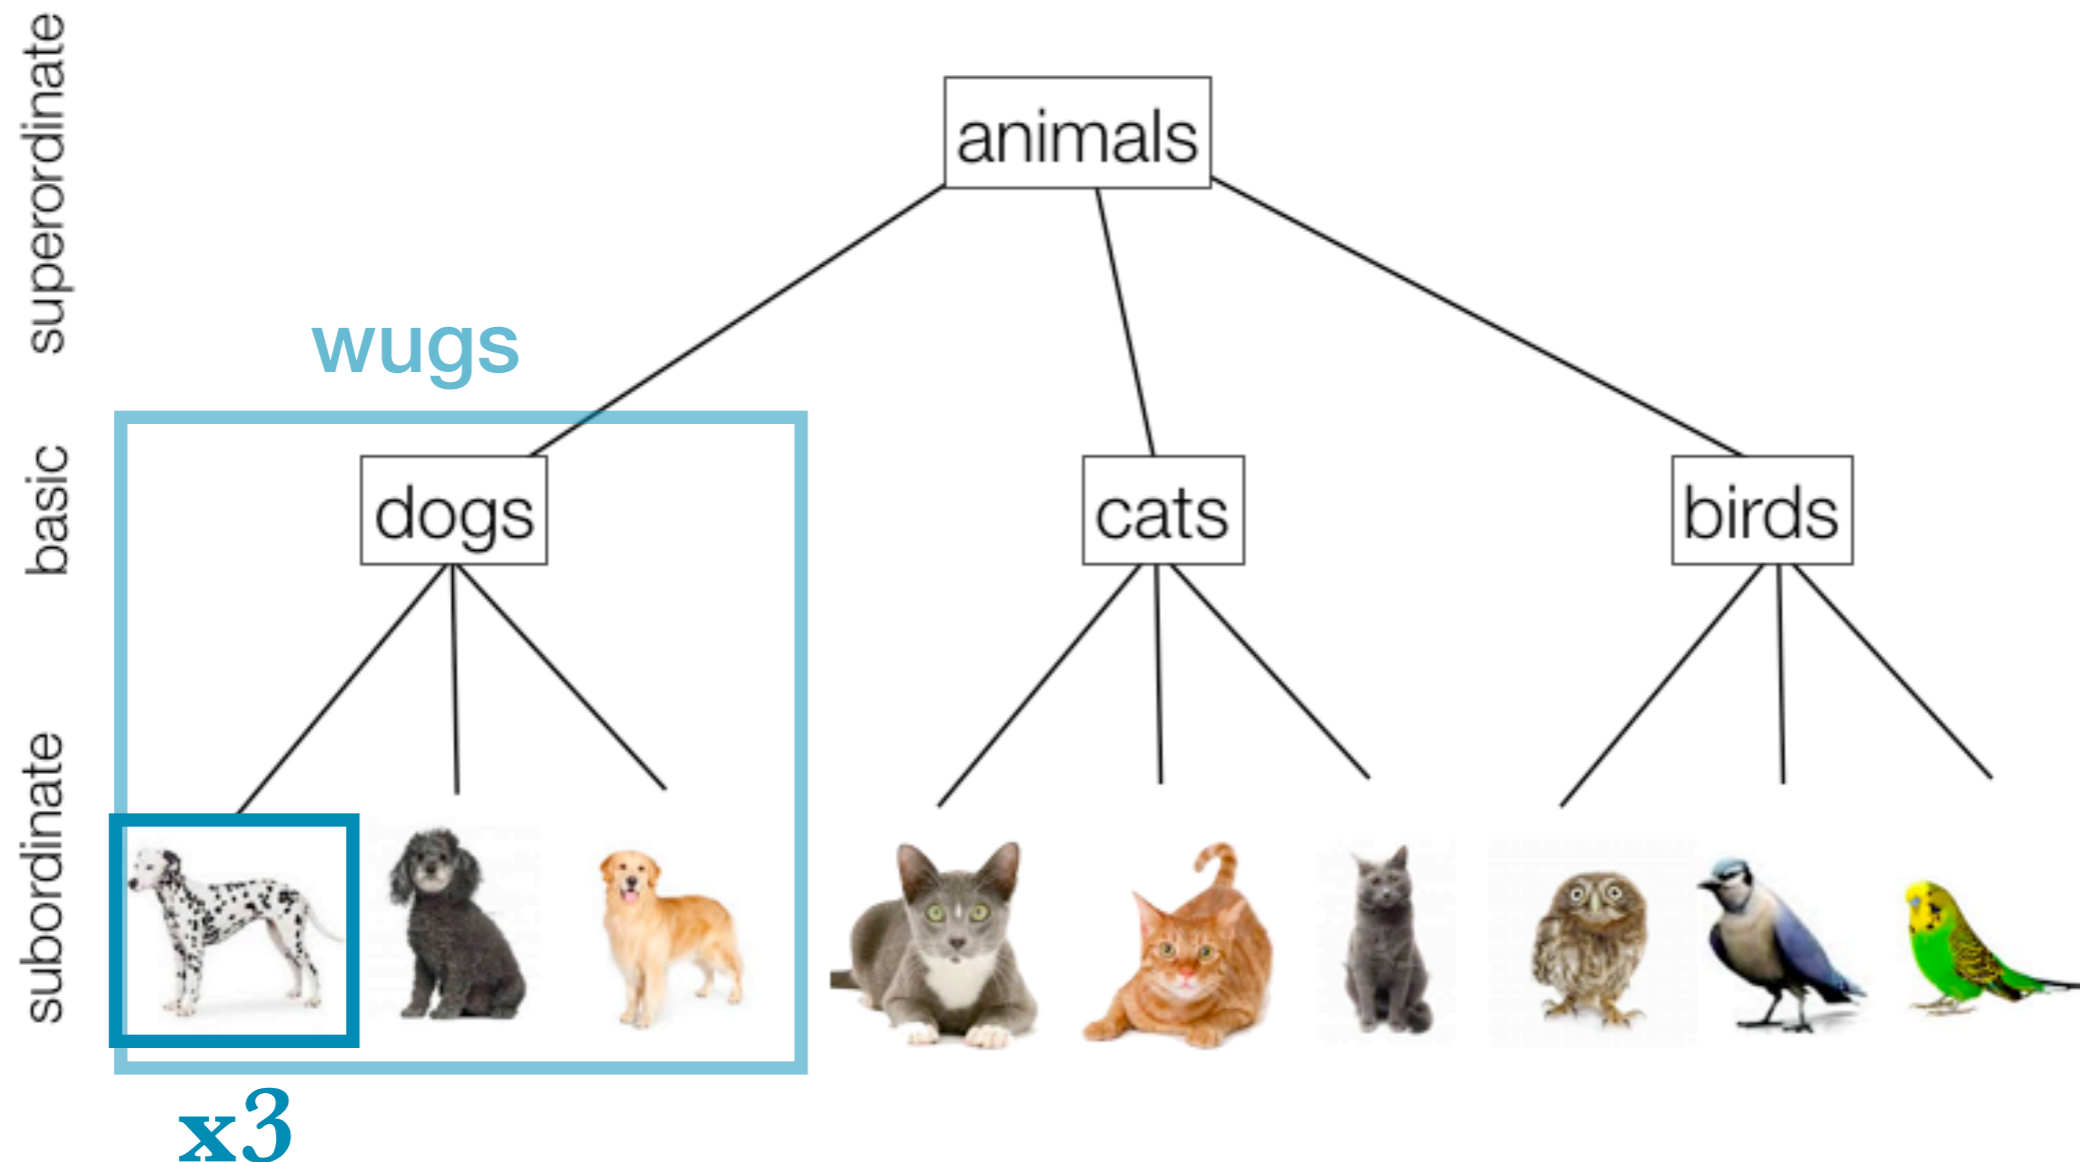 superordinate
animals
wugs
basic
dogs
cats
birds
subordinate
x3